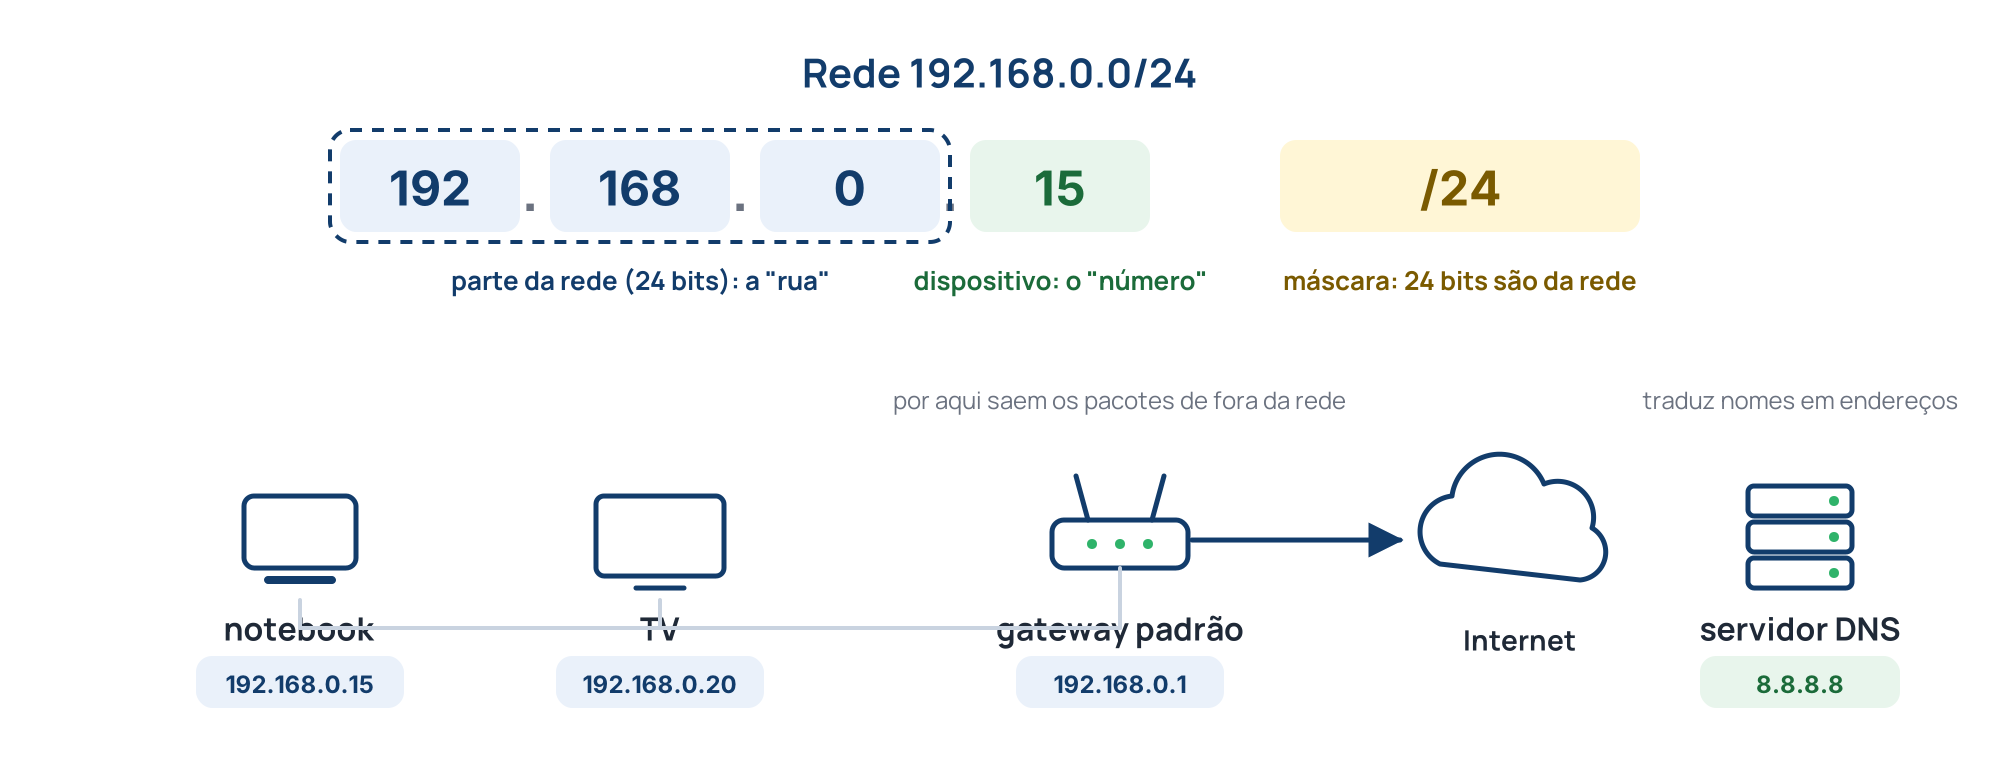 Rede 192.168.0.0/24
192 . 168 . 0 . 15 /24
parte da rede (24 bits): a "rua" dispositivo: o "número" máscara: 24 bits são da rede
por aqui saem os pacotes de fora da rede traduz nomes em endereços
notebook TV gateway padrão Internet servidor DNS
192.168.0.15 192.168.0.20 192.168.0.1 8.8.8.8